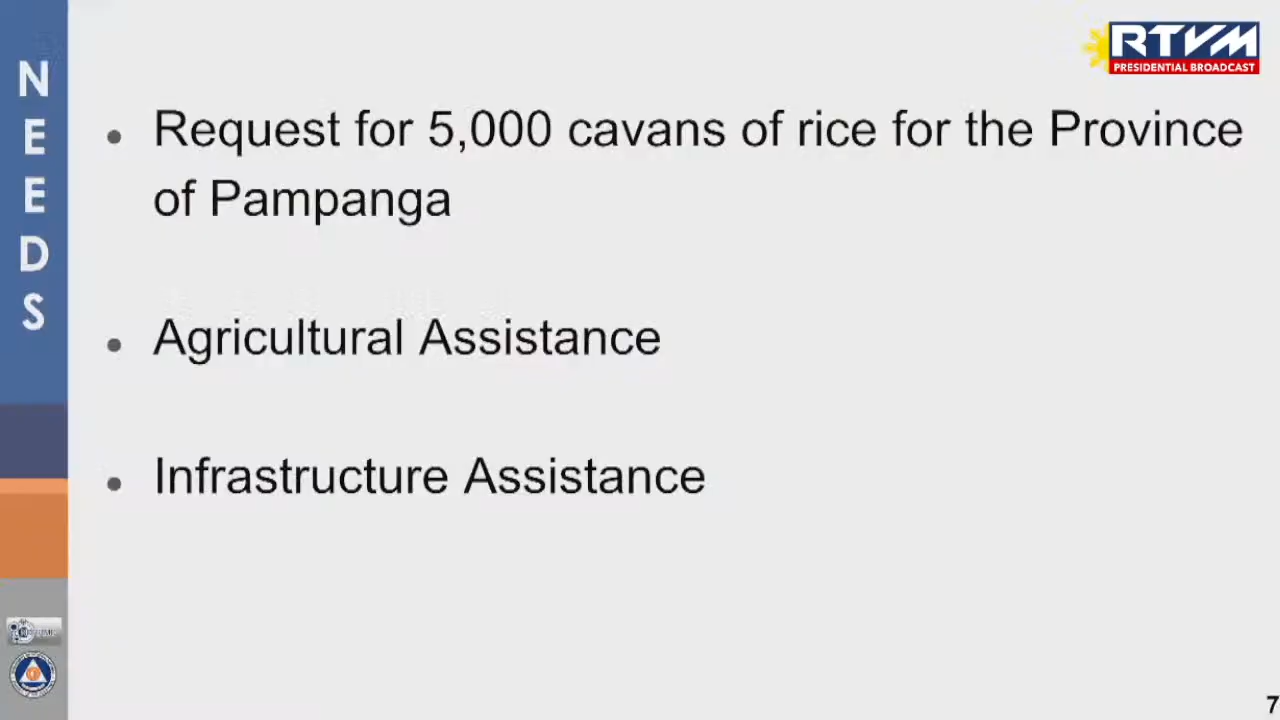 RTVM
PRESIDENTIAL BROADCAST
NEEDS
Request for 5,000 cavans of rice for the Province
of Pampanga
Agricultural Assistance
Infrastructure Assistance
7